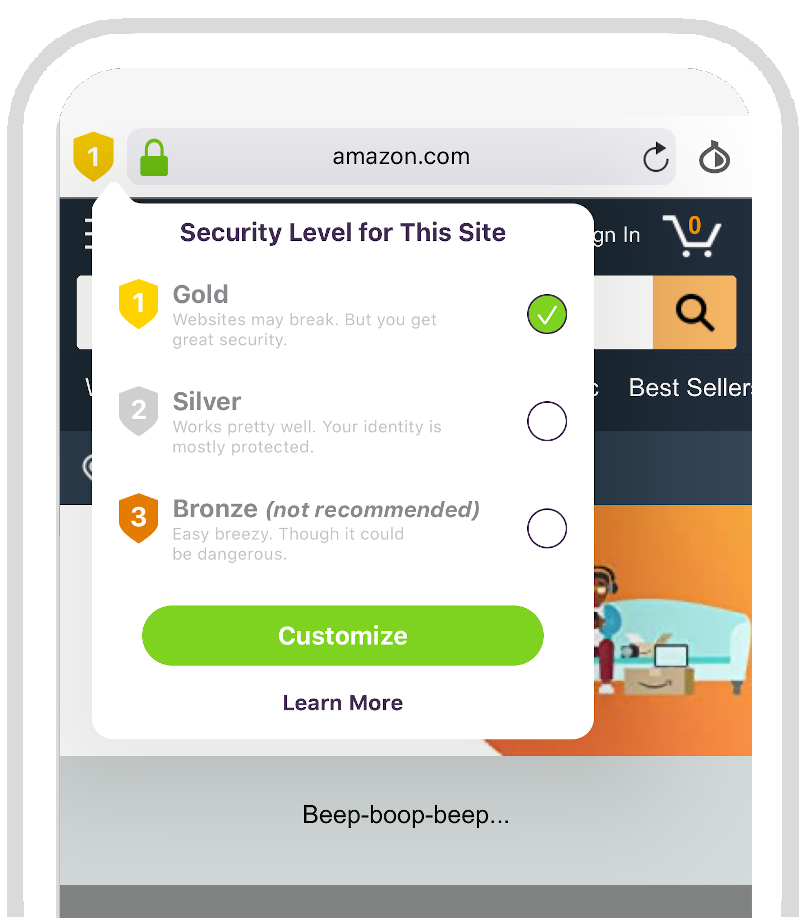 1
amazon.com
Security Level for This Site
gn In
0
1
Gold
Websites may break. But you get
great security.
2
Silver
Works pretty well. Your identity is
mostly protected.
c
Best Sellers
3
Bronze (not recommended)
Easy breezy. Though it could
be dangerous.
Customize
Learn More
Beep-boop-beep...